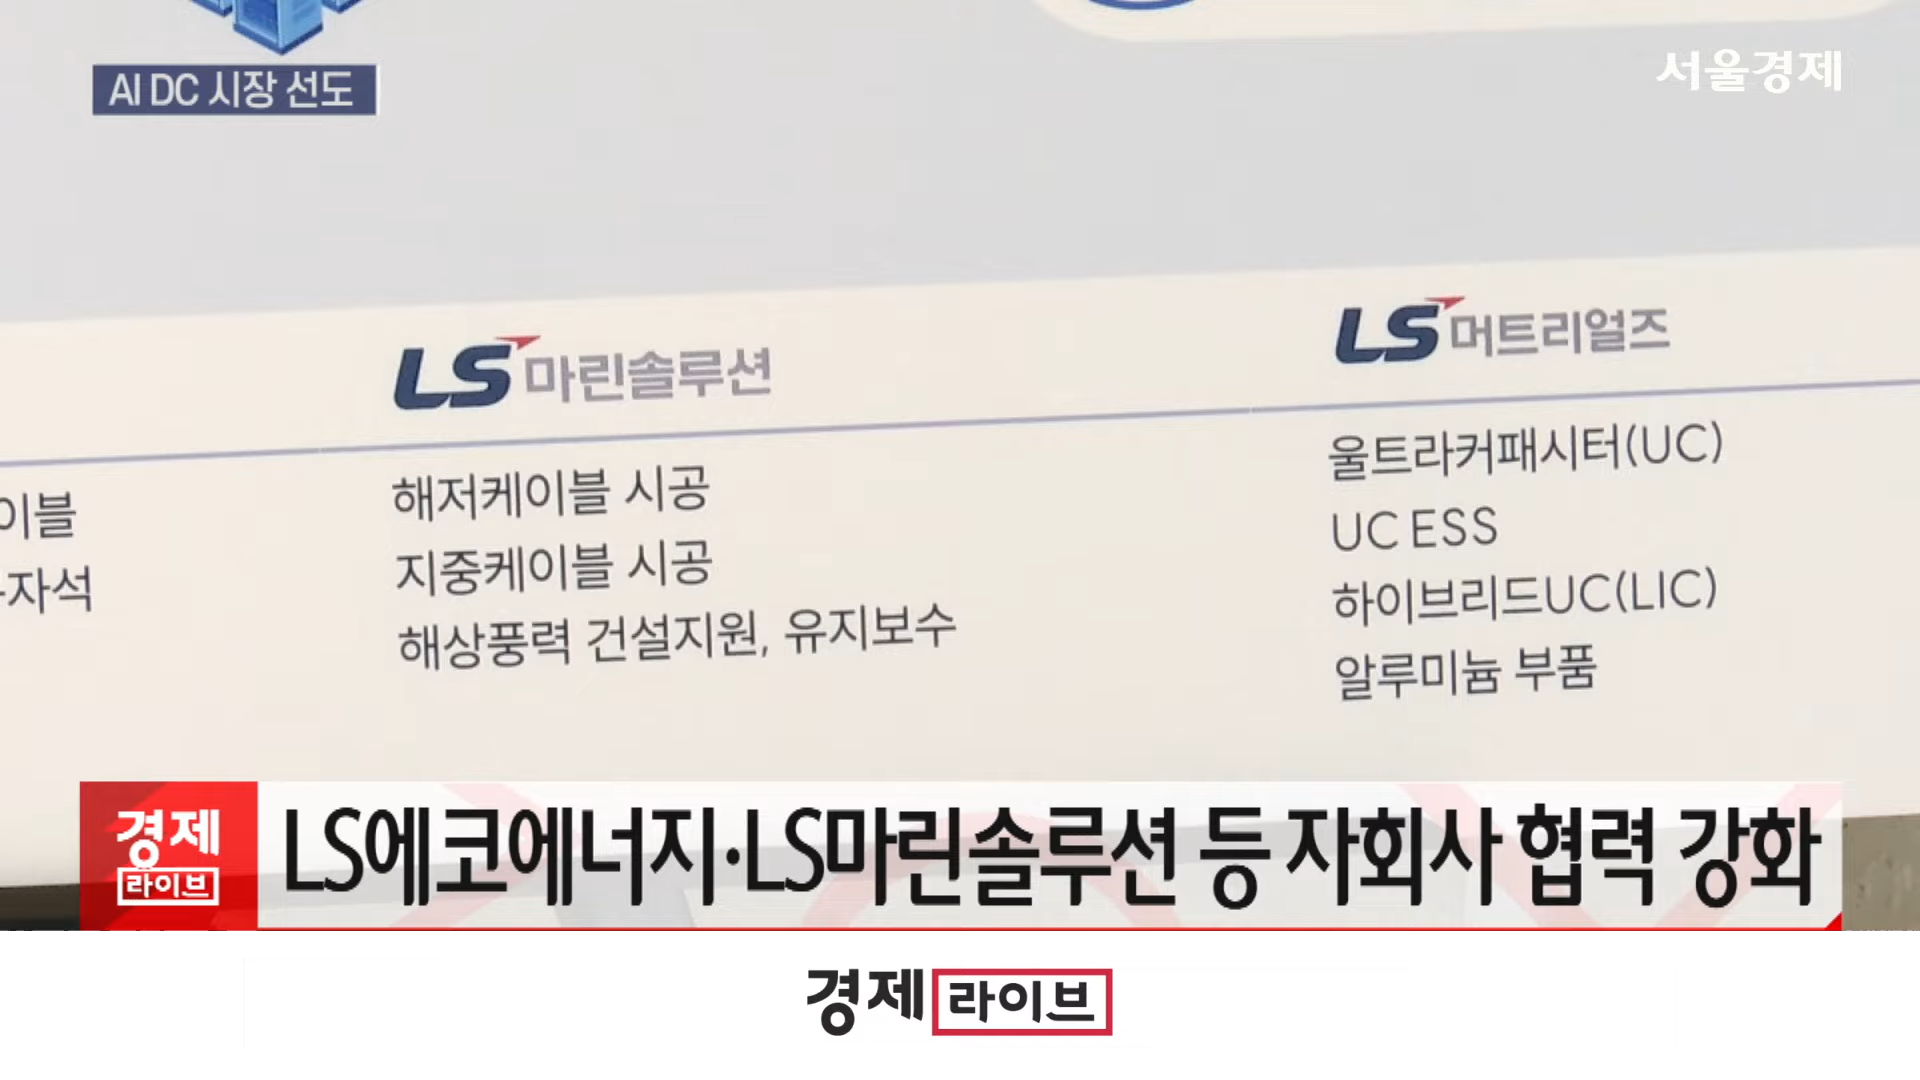 AI DC 시장 선도
서울경제
LS마린솔루션
LS머트리얼즈
이블
자석
해저케이블 시공
지중케이블 시공
해상풍력 건설지원, 유지보수
울트라커패시터(UC)
UC ESS
하이브리드UC(LIC)
알루미늄 부품
경제
라이브
LS에코에너지·LS마린솔루션 등 자회사 협력 강화
경제 라이브